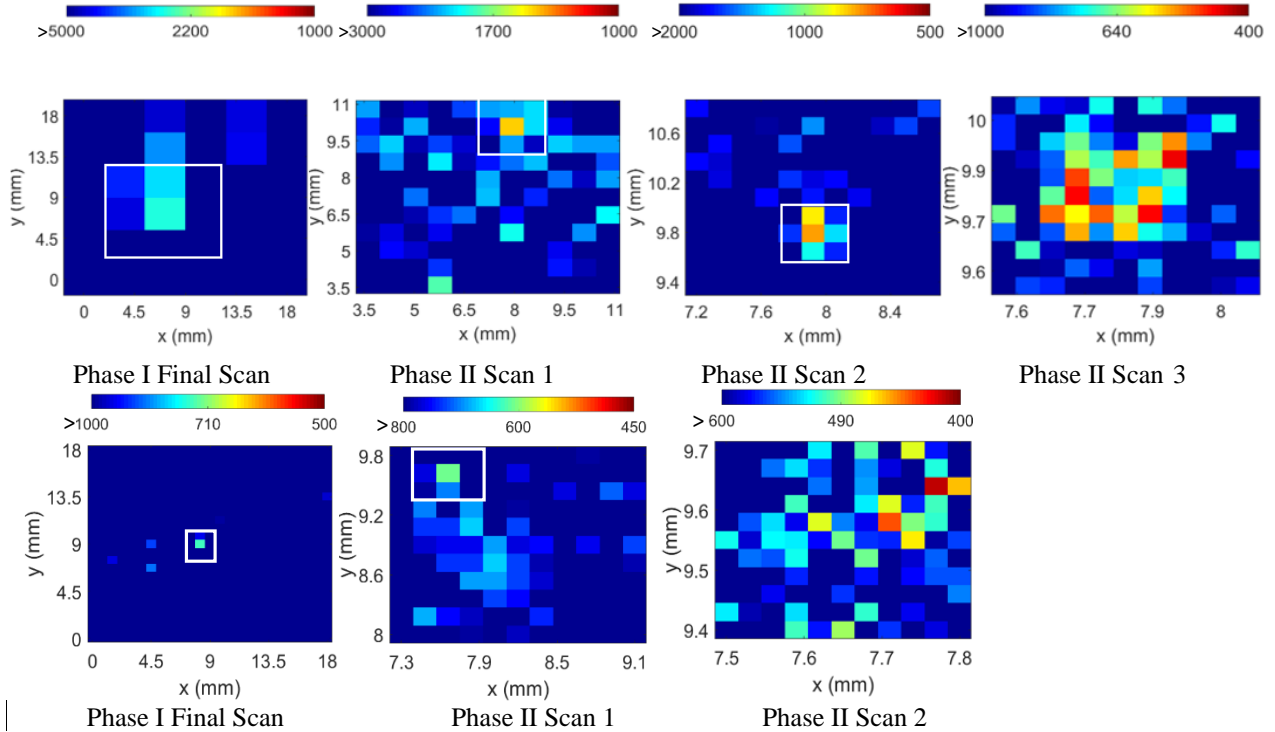 >5000 2200 1000 >3000 1700 1000 >2000 1000 500 >1000 640 400
18
13.5
9
4.5
0
y (mm)
0 4.5 9 13.5 18
x (mm)
11
9.5
8
6.5
5
3.5
y (mm)
3.5 5 6.5 8 9.5 11
x (mm)
10.6
10.2
9.8
9.4
y (mm)
7.2 7.6 8 8.4
x (mm)
10
9.9
9.7
9.6
y (mm)
7.6 7.7 7.9 8
x (mm)
Phase I Final Scan Phase II Scan 1 Phase II Scan 2 Phase II Scan 3
>1000 710 500 >800 600 450 >600 490 400
18
13.5
9
4.5
0
y (mm)
0 4.5 9 13.5 18
x (mm)
9.8
9.2
8.6
8
y (mm)
7.3 7.9 8.5 9.1
x (mm)
9.7
9.6
9.5
9.4
y (mm)
7.5 7.6 7.7 7.8
x (mm)
Phase I Final Scan Phase II Scan 1 Phase II Scan 2